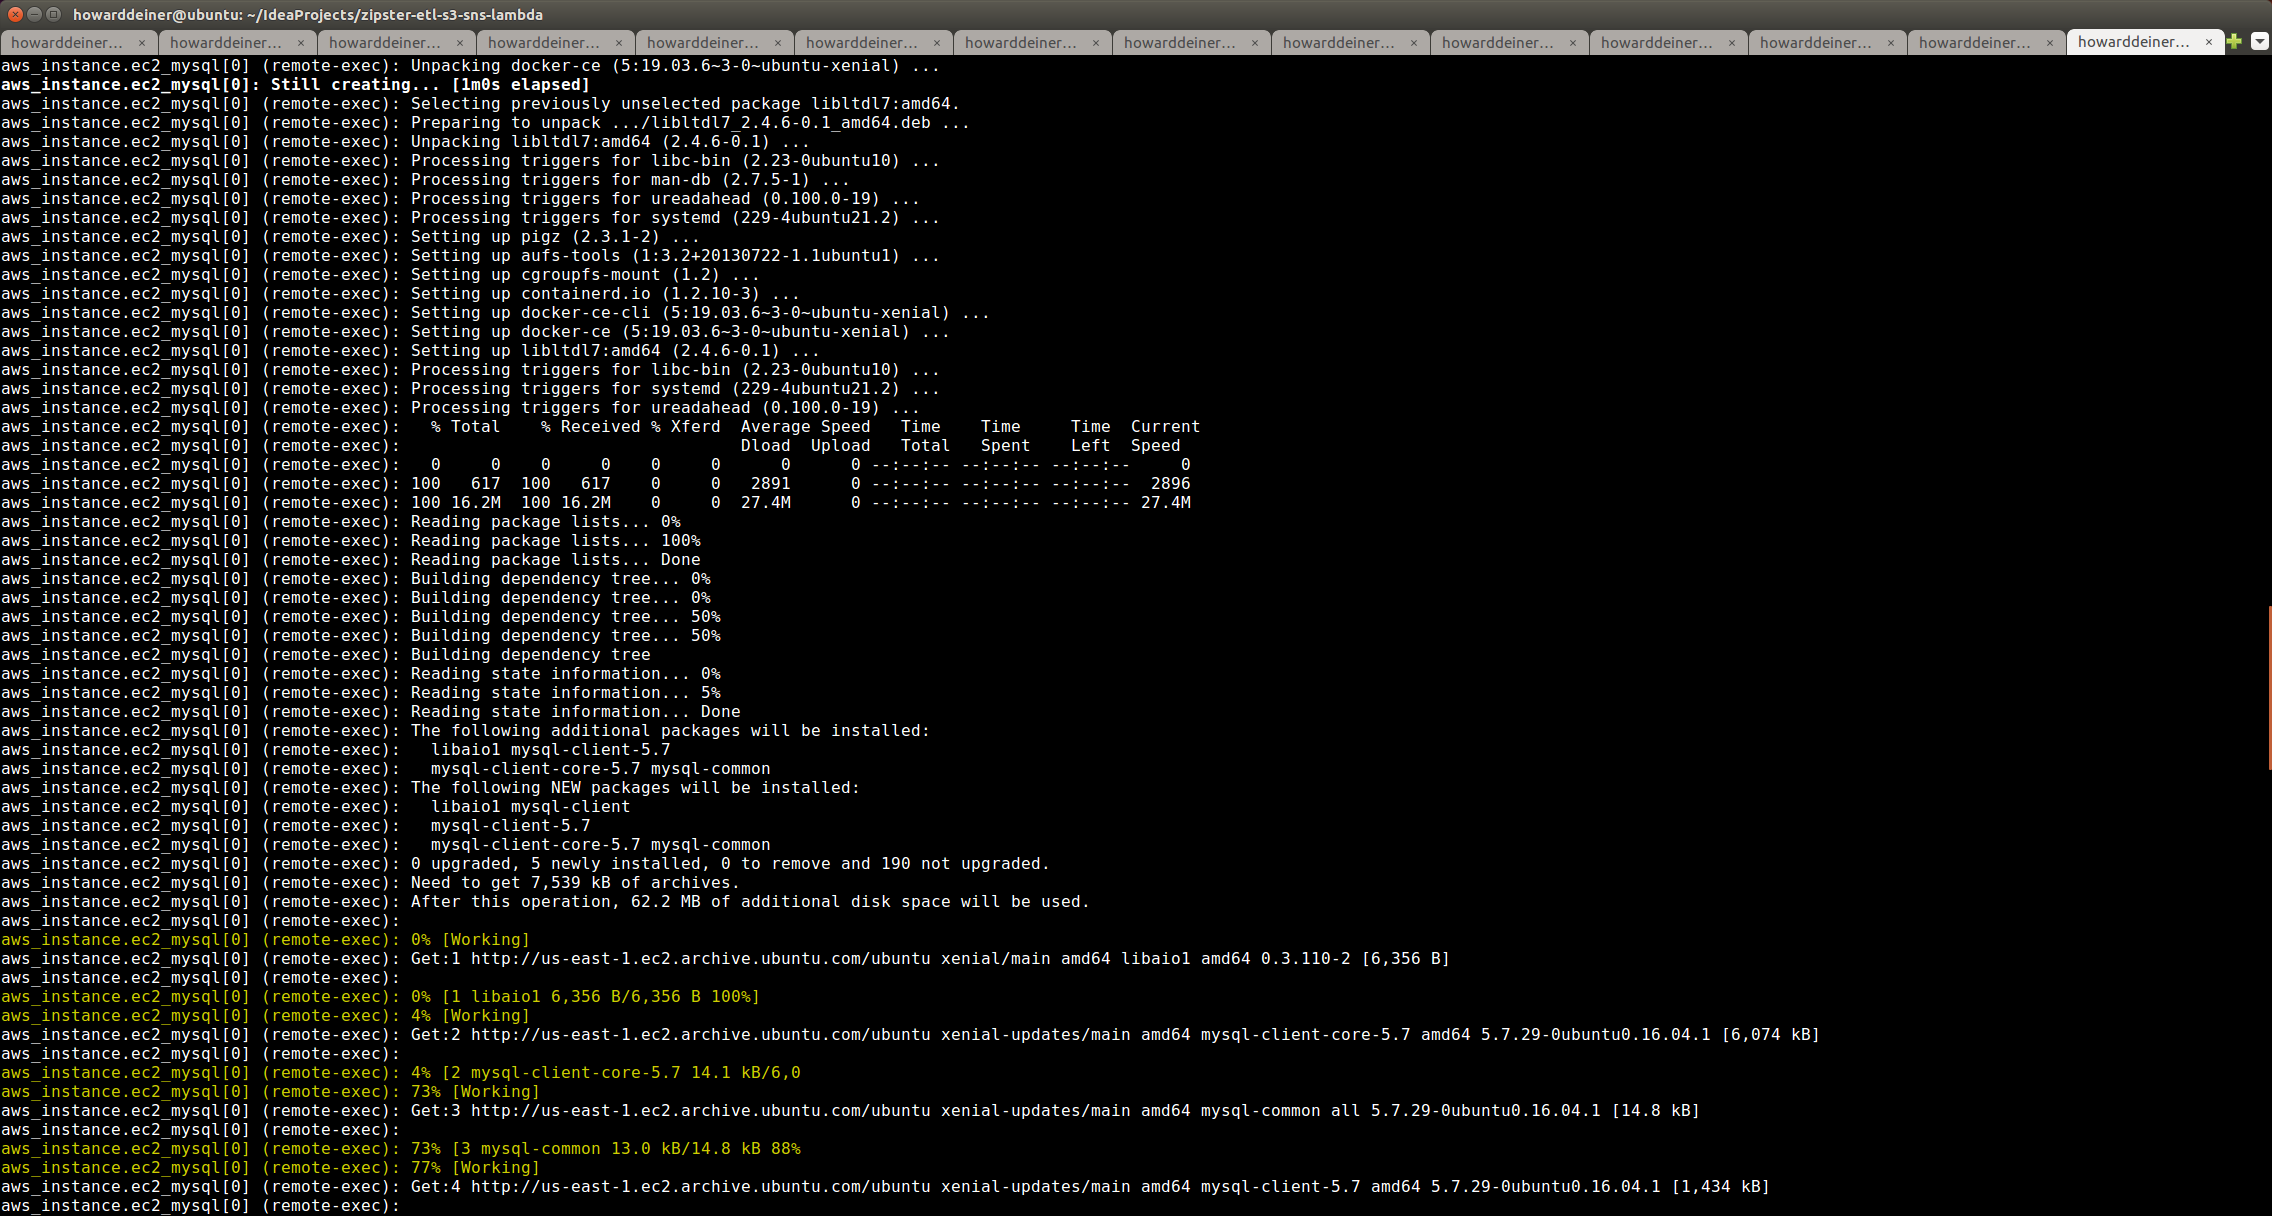 howarddeiner@ubuntu: ~/IdeaProjects/zipster-etl-s3-sns-lambda
howarddeiner... × howarddeiner... × howarddeiner... × howarddeiner... × howarddeiner... × howarddeiner... × howarddeiner... × howarddeiner... × howarddeiner... × howarddeiner... × howarddeiner... × howarddeiner... × howarddeiner... × howarddeiner... ×
aws_instance.ec2_mysql[0] (remote-exec): Unpacking docker-ce (5:19.03.6~3-0~ubuntu-xenial) ...
aws_instance.ec2_mysql[0]: Still creating... [1m0s elapsed]
aws_instance.ec2_mysql[0] (remote-exec): Selecting previously unselected package libltdl7:amd64.
aws_instance.ec2_mysql[0] (remote-exec): Preparing to unpack .../libltdl7_2.4.6-0.1_amd64.deb ...
aws_instance.ec2_mysql[0] (remote-exec): Unpacking libltdl7:amd64 (2.4.6-0.1) ...
aws_instance.ec2_mysql[0] (remote-exec): Processing triggers for libc-bin (2.23-0ubuntu10) ...
aws_instance.ec2_mysql[0] (remote-exec): Processing triggers for man-db (2.7.5-1) ...
aws_instance.ec2_mysql[0] (remote-exec): Processing triggers for ureadahead (0.100.0-19) ...
aws_instance.ec2_mysql[0] (remote-exec): Processing triggers for systemd (229-4ubuntu21.2) ...
aws_instance.ec2_mysql[0] (remote-exec): Setting up pigz (2.3.1-2) ...
aws_instance.ec2_mysql[0] (remote-exec): Setting up aufs-tools (1:3.2+20130722-1.1ubuntu1) ...
aws_instance.ec2_mysql[0] (remote-exec): Setting up cgroupfs-mount (1.2) ...
aws_instance.ec2_mysql[0] (remote-exec): Setting up containerd.io (1.2.10-3) ...
aws_instance.ec2_mysql[0] (remote-exec): Setting up docker-ce-cli (5:19.03.6~3-0~ubuntu-xenial) ...
aws_instance.ec2_mysql[0] (remote-exec): Setting up docker-ce (5:19.03.6~3-0~ubuntu-xenial) ...
aws_instance.ec2_mysql[0] (remote-exec): Setting up libltdl7:amd64 (2.4.6-0.1) ...
aws_instance.ec2_mysql[0] (remote-exec): Processing triggers for libc-bin (2.23-0ubuntu10) ...
aws_instance.ec2_mysql[0] (remote-exec): Processing triggers for systemd (229-4ubuntu21.2) ...
aws_instance.ec2_mysql[0] (remote-exec): Processing triggers for ureadahead (0.100.0-19) ...
aws_instance.ec2_mysql[0] (remote-exec):   % Total    % Received % Xferd  Average Speed   Time    Time     Time  Current
aws_instance.ec2_mysql[0] (remote-exec):                                  Dload  Upload   Total   Spent    Left  Speed
aws_instance.ec2_mysql[0] (remote-exec):   0     0    0     0    0     0      0      0 --:--:-- --:--:-- --:--:--     0
aws_instance.ec2_mysql[0] (remote-exec): 100   617  100   617    0     0   2891      0 --:--:-- --:--:-- --:--:--  2896
aws_instance.ec2_mysql[0] (remote-exec): 100 16.2M  100 16.2M    0     0  27.4M      0 --:--:-- --:--:-- --:--:-- 27.4M
aws_instance.ec2_mysql[0] (remote-exec): Reading package lists... 0%
aws_instance.ec2_mysql[0] (remote-exec): Reading package lists... 100%
aws_instance.ec2_mysql[0] (remote-exec): Reading package lists... Done
aws_instance.ec2_mysql[0] (remote-exec): Building dependency tree... 0%
aws_instance.ec2_mysql[0] (remote-exec): Building dependency tree... 0%
aws_instance.ec2_mysql[0] (remote-exec): Building dependency tree... 50%
aws_instance.ec2_mysql[0] (remote-exec): Building dependency tree... 50%
aws_instance.ec2_mysql[0] (remote-exec): Building dependency tree
aws_instance.ec2_mysql[0] (remote-exec): Reading state information... 0%
aws_instance.ec2_mysql[0] (remote-exec): Reading state information... 5%
aws_instance.ec2_mysql[0] (remote-exec): Reading state information... Done
aws_instance.ec2_mysql[0] (remote-exec): The following additional packages will be installed:
aws_instance.ec2_mysql[0] (remote-exec):   libaio1 mysql-client-5.7
aws_instance.ec2_mysql[0] (remote-exec):   mysql-client-core-5.7 mysql-common
aws_instance.ec2_mysql[0] (remote-exec): The following NEW packages will be installed:
aws_instance.ec2_mysql[0] (remote-exec):   libaio1 mysql-client
aws_instance.ec2_mysql[0] (remote-exec):   mysql-client-5.7
aws_instance.ec2_mysql[0] (remote-exec):   mysql-client-core-5.7 mysql-common
aws_instance.ec2_mysql[0] (remote-exec): 0 upgraded, 5 newly installed, 0 to remove and 190 not upgraded.
aws_instance.ec2_mysql[0] (remote-exec): Need to get 7,539 kB of archives.
aws_instance.ec2_mysql[0] (remote-exec): After this operation, 62.2 MB of additional disk space will be used.
aws_instance.ec2_mysql[0] (remote-exec):
aws_instance.ec2_mysql[0] (remote-exec): 0% [Working]
aws_instance.ec2_mysql[0] (remote-exec): Get:1 http://us-east-1.ec2.archive.ubuntu.com/ubuntu xenial/main amd64 libaio1 amd64 0.3.110-2 [6,356 B]
aws_instance.ec2_mysql[0] (remote-exec):
aws_instance.ec2_mysql[0] (remote-exec): 0% [1 libaio1 6,356 B/6,356 B 100%]
aws_instance.ec2_mysql[0] (remote-exec): 4% [Working]
aws_instance.ec2_mysql[0] (remote-exec): Get:2 http://us-east-1.ec2.archive.ubuntu.com/ubuntu xenial-updates/main amd64 mysql-client-core-5.7 amd64 5.7.29-0ubuntu0.16.04.1 [6,074 kB]
aws_instance.ec2_mysql[0] (remote-exec):
aws_instance.ec2_mysql[0] (remote-exec): 4% [2 mysql-client-core-5.7 14.1 kB/6,0
aws_instance.ec2_mysql[0] (remote-exec): 73% [Working]
aws_instance.ec2_mysql[0] (remote-exec): Get:3 http://us-east-1.ec2.archive.ubuntu.com/ubuntu xenial-updates/main amd64 mysql-common all 5.7.29-0ubuntu0.16.04.1 [14.8 kB]
aws_instance.ec2_mysql[0] (remote-exec):
aws_instance.ec2_mysql[0] (remote-exec): 73% [3 mysql-common 13.0 kB/14.8 kB 88%
aws_instance.ec2_mysql[0] (remote-exec): 77% [Working]
aws_instance.ec2_mysql[0] (remote-exec): Get:4 http://us-east-1.ec2.archive.ubuntu.com/ubuntu xenial-updates/main amd64 mysql-client-5.7 amd64 5.7.29-0ubuntu0.16.04.1 [1,434 kB]
aws_instance.ec2_mysql[0] (remote-exec):